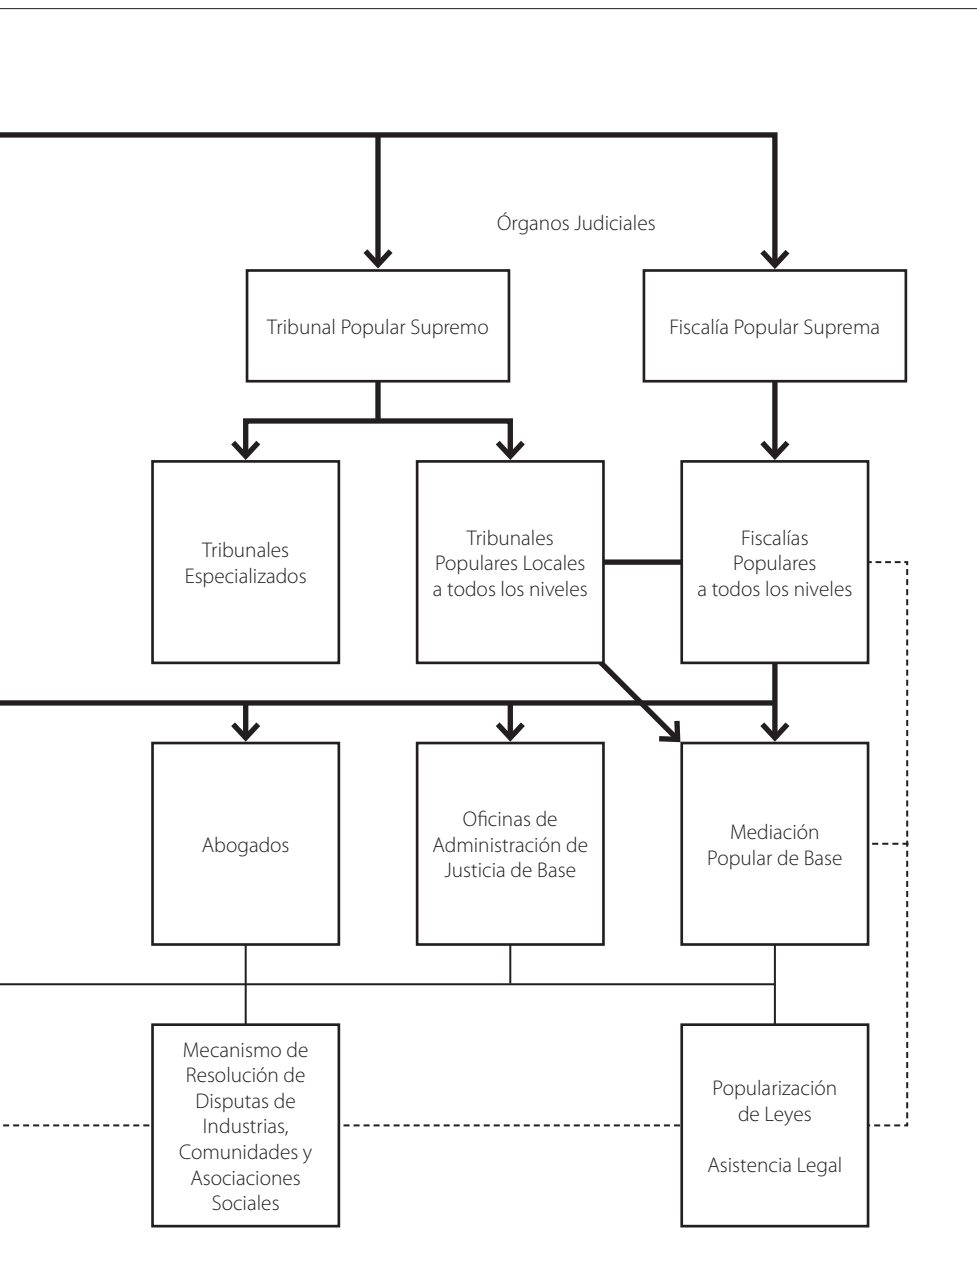 Órganos Judiciales
Tribunal Popular Supremo
Fiscalía Popular Suprema
Tribunales
Especializados
Tribunales
Populares Locales
a todos los niveles
Fiscalías
Populares
a todos los niveles
Abogados
Oficinas de
Administración de
Justicia de Base
Mediación
Popular de Base
Mecanismo de
Resolución de
Disputas de
Industrias,
Comunidades y
Asociaciones
Sociales
Popularización
de Leyes
Asistencia Legal